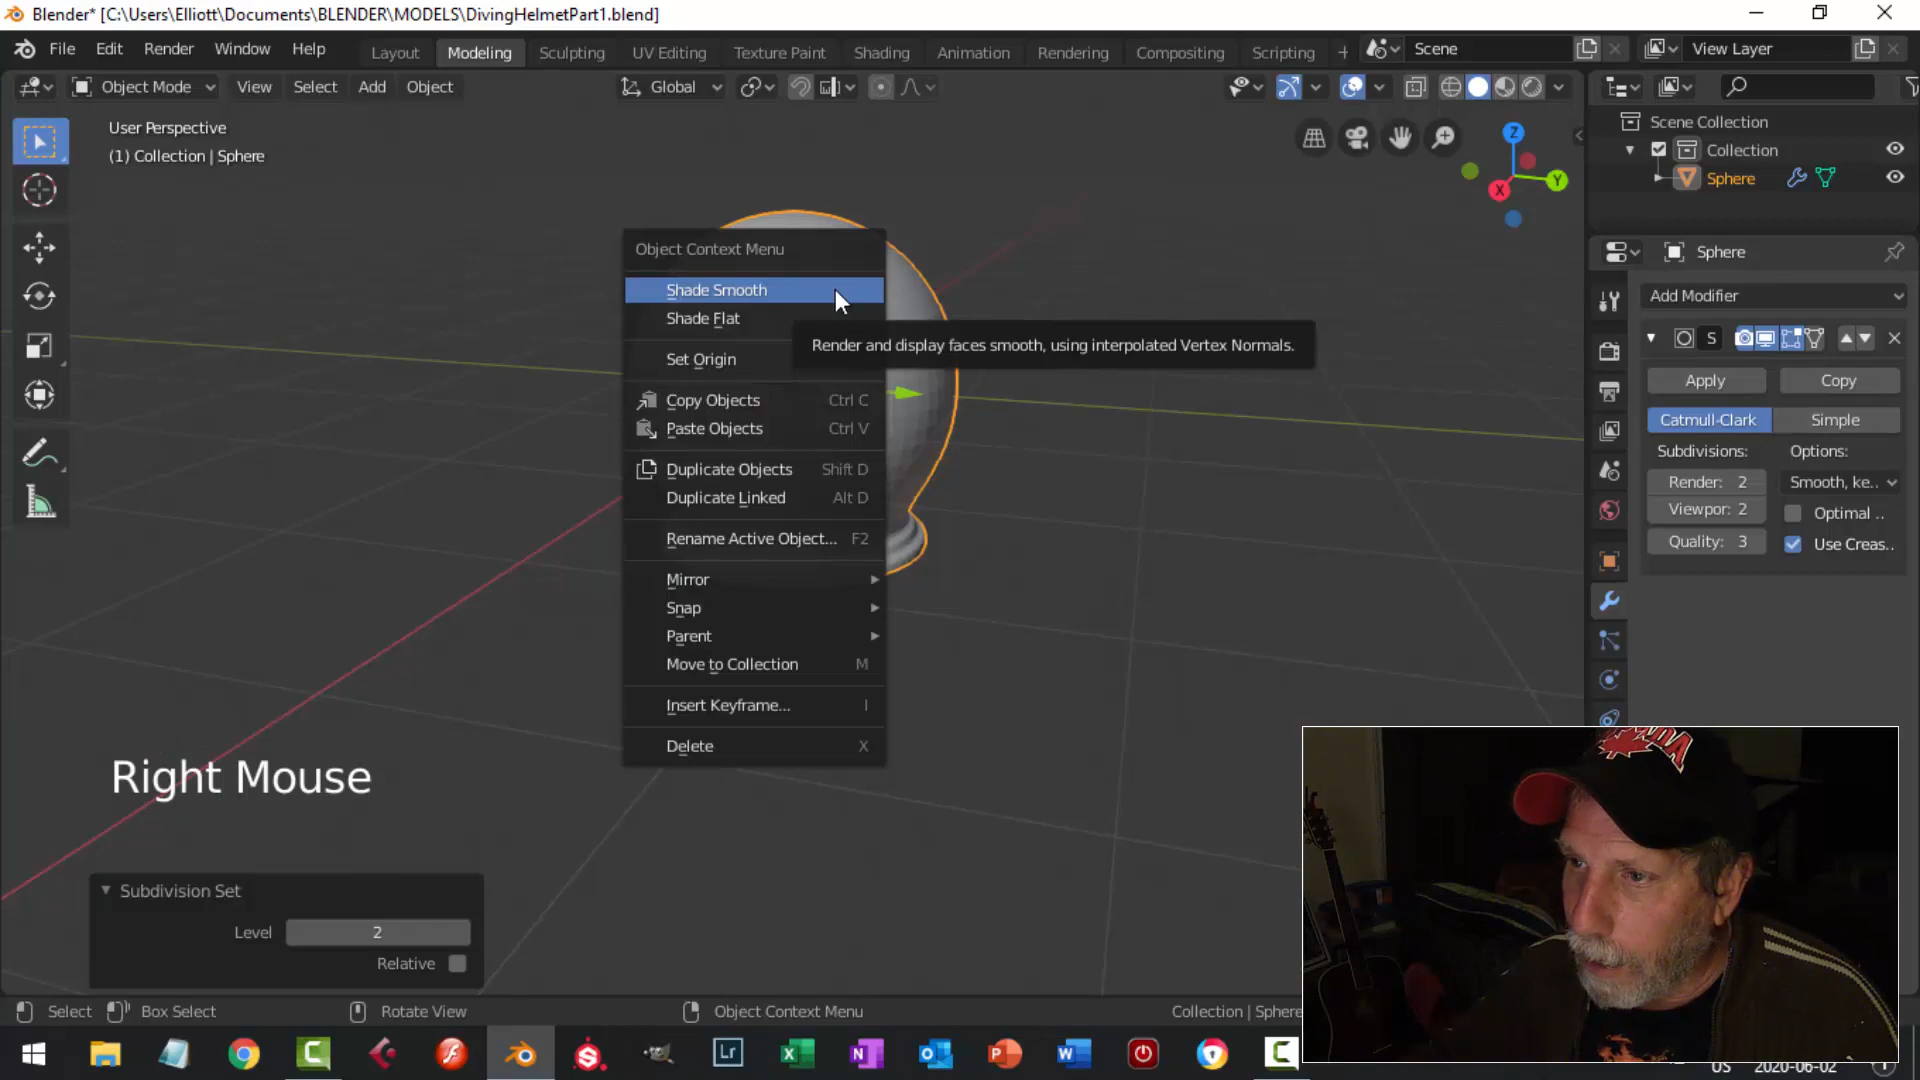 Blender* [C:\Users\Elliott\Documents\BLENDER\MODELS\DivingHelmetPart1.blend]
File Edit Render Window Help
Layout Modeling Sculpting UV Editing Texture Paint Shading Animation Rendering Compositing Scripting +
Scene
View Layer
Object Mode View Select Add Object
Global
User Perspective
(1) Collection | Sphere
Z
Y
X
Scene Collection
Collection
Sphere
Sphere
Add Modifier
S
Apply Copy
Catmull-Clark Simple
Subdivisions: Options:
Render: 2 Smooth, ke..
Viewpor: 2 Optimal ..
Quality: 3 Use Creas..
Object Context Menu
Shade Smooth
Shade Flat
Render and display faces smooth, using interpolated Vertex Normals.
Set Origin
Copy Objects Ctrl C
Paste Objects Ctrl V
Duplicate Objects Shift D
Duplicate Linked Alt D
Rename Active Object... F2
Mirror
Snap
Parent
Move to Collection M
Insert Keyframe... I
Delete X
Right Mouse
Subdivision Set
Level 2
Relative
Select Box Select Rotate View Object Context Menu Collection | Sphere
Lr
US 2020-06-02